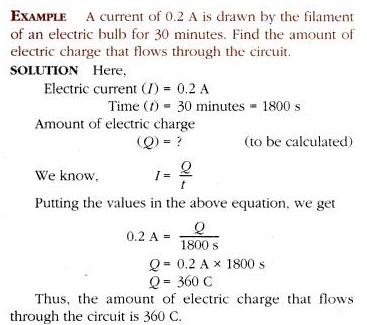 EXAMPLE A current of 0.2 A is drawn by the filament
of an electric bulb for 30 minutes. Find the amount of
electric charge that flows through the circuit.
SOLUTION Here,
Electric current (I) = 0.2 A
Time (t) = 30 minutes = 1800 s
Amount of electric charge
(Q) = ? (to be calculated)
We know, I = Q/t
Putting the values in the above equation, we get
0.2 A = Q/1800 s
Q = 0.2 A × 1800 s
Q = 360 C
Thus, the amount of electric charge that flows
through the circuit is 360 C.